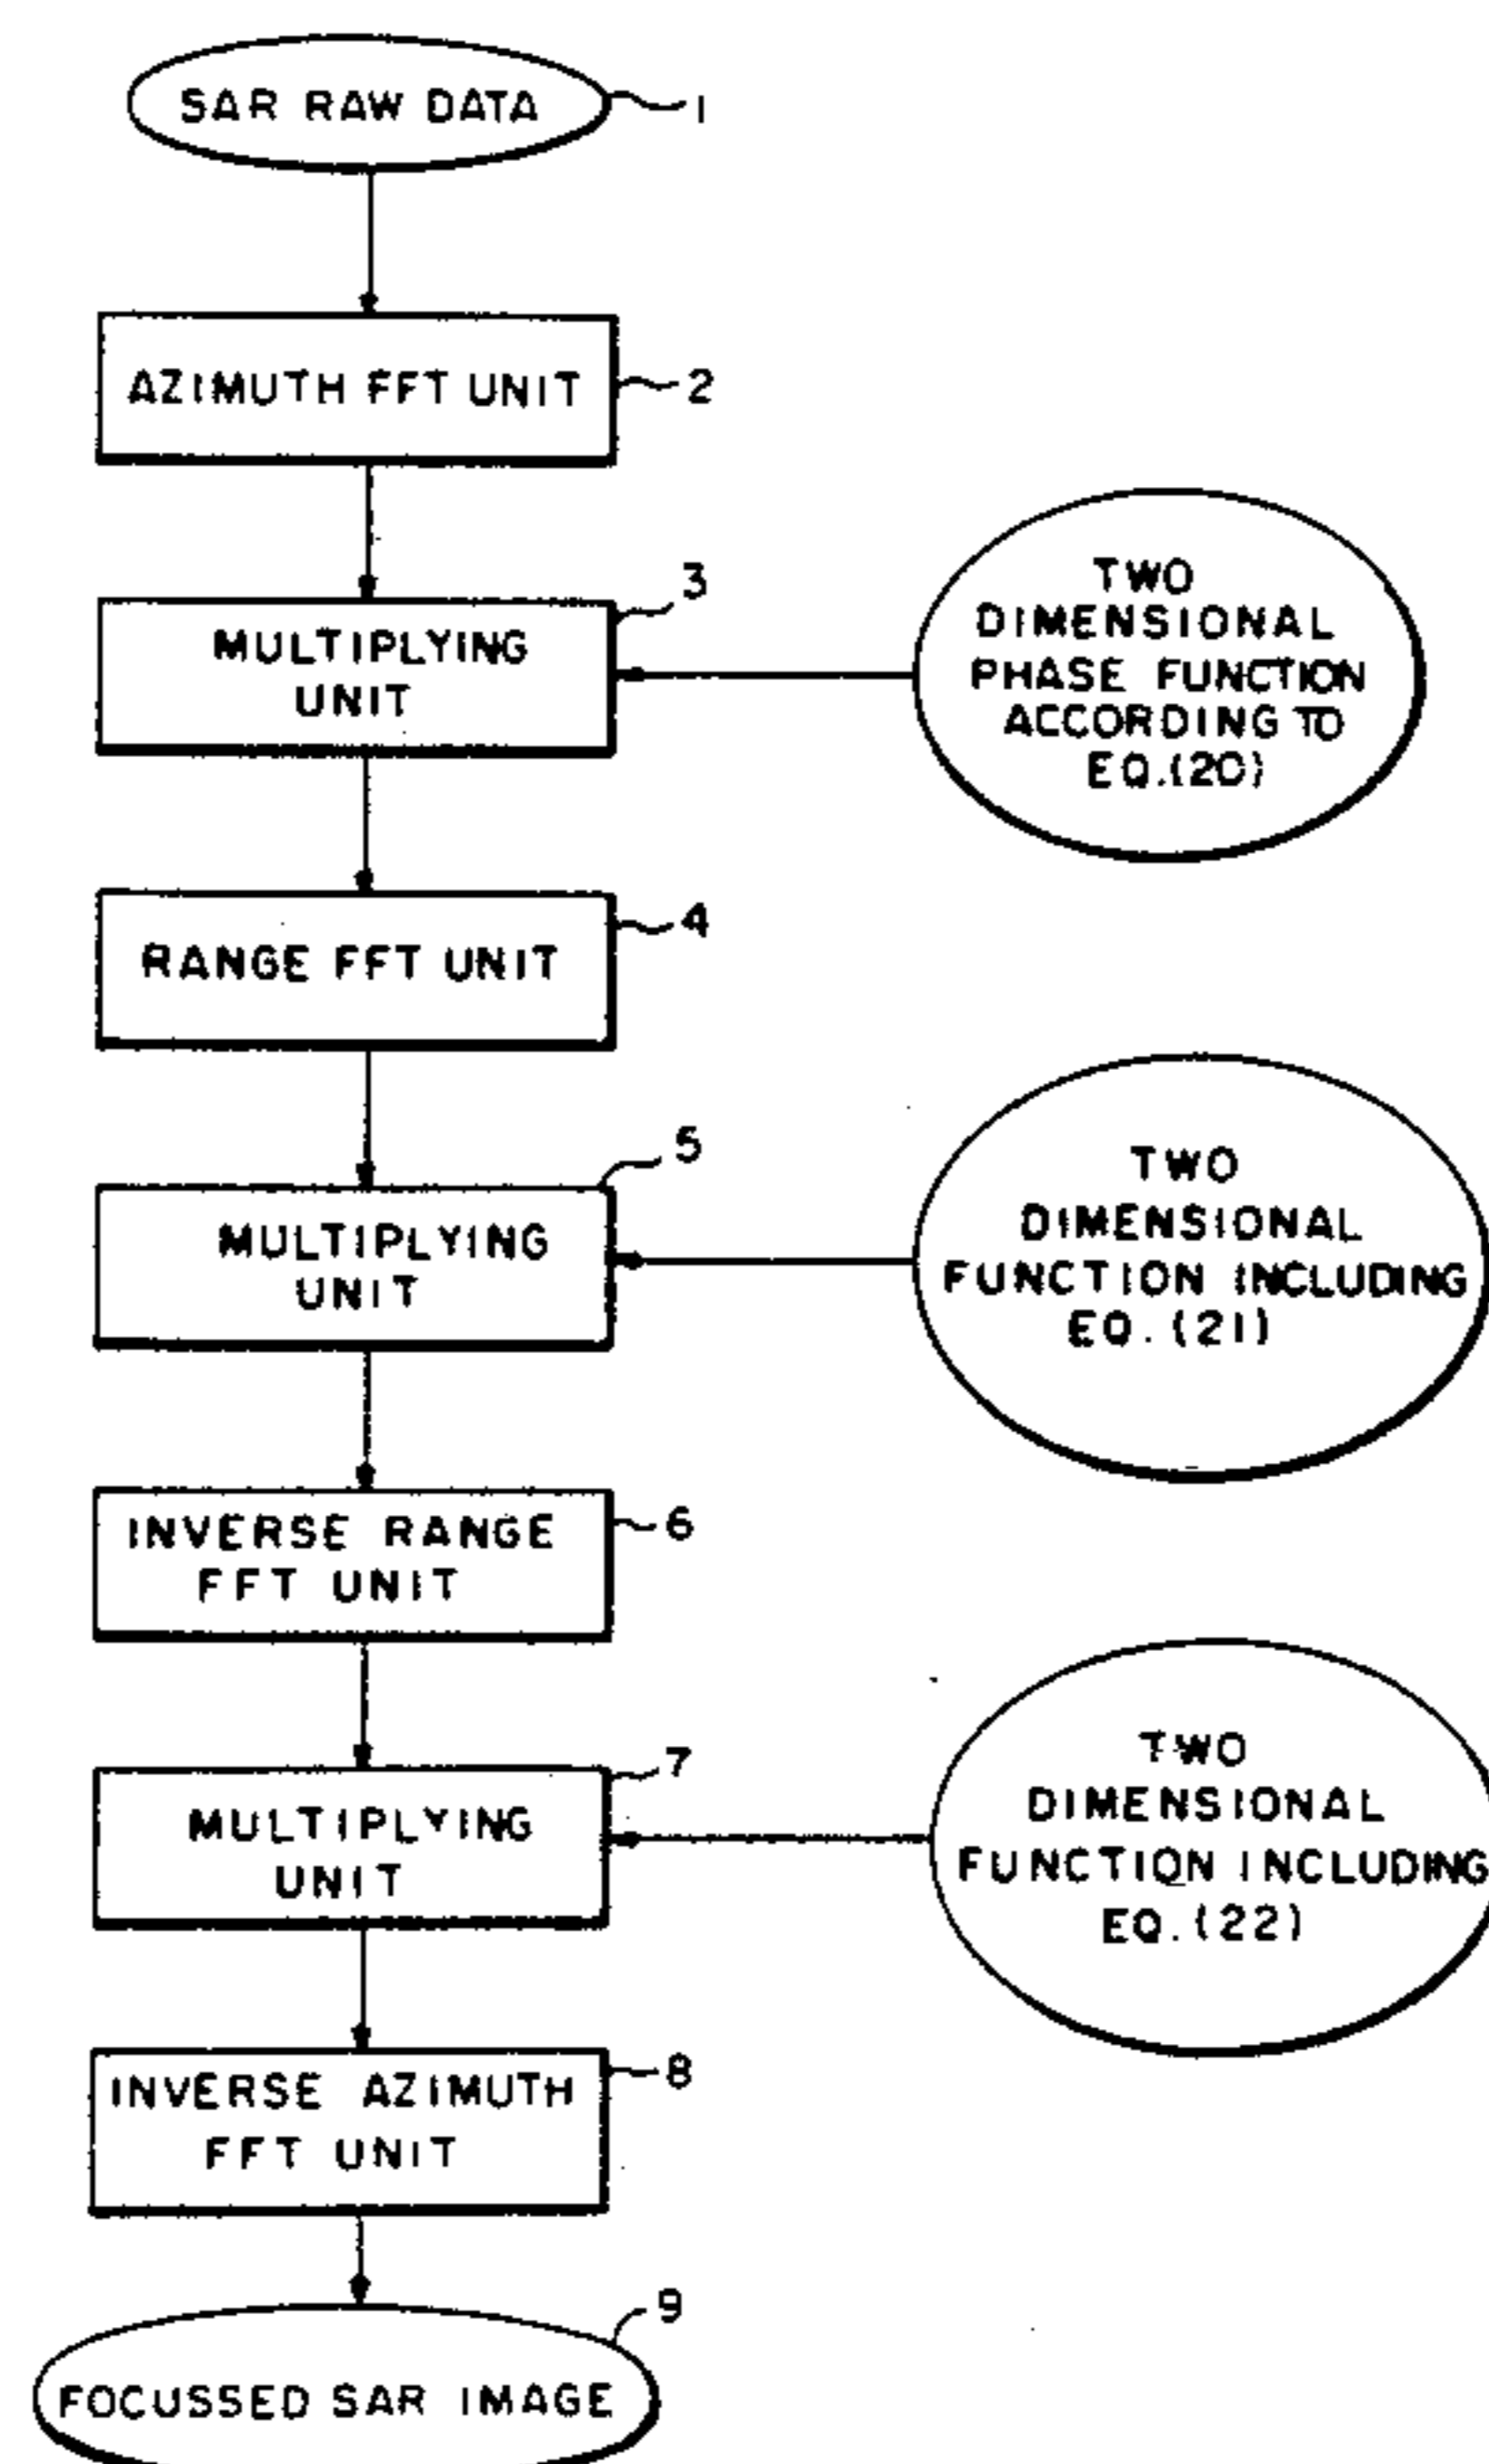 SAR RAW DATA
1
AZIMUTH FFT UNIT
2
3
MULTIPLYING
UNIT
TWO
DIMENSIONAL
PHASE FUNCTION
ACCORDING TO
EQ.(20)
RANGE FFT UNIT
4
5
MULTIPLYING
UNIT
TWO
DIMENSIONAL
FUNCTION INCLUDING
EQ.(21)
INVERSE RANGE
FFT UNIT
6
7
MULTIPLYING
UNIT
TWO
DIMENSIONAL
FUNCTION INCLUDING
EQ.(22)
INVERSE AZIMUTH
FFT UNIT
8
9
FOCUSSED SAR IMAGE